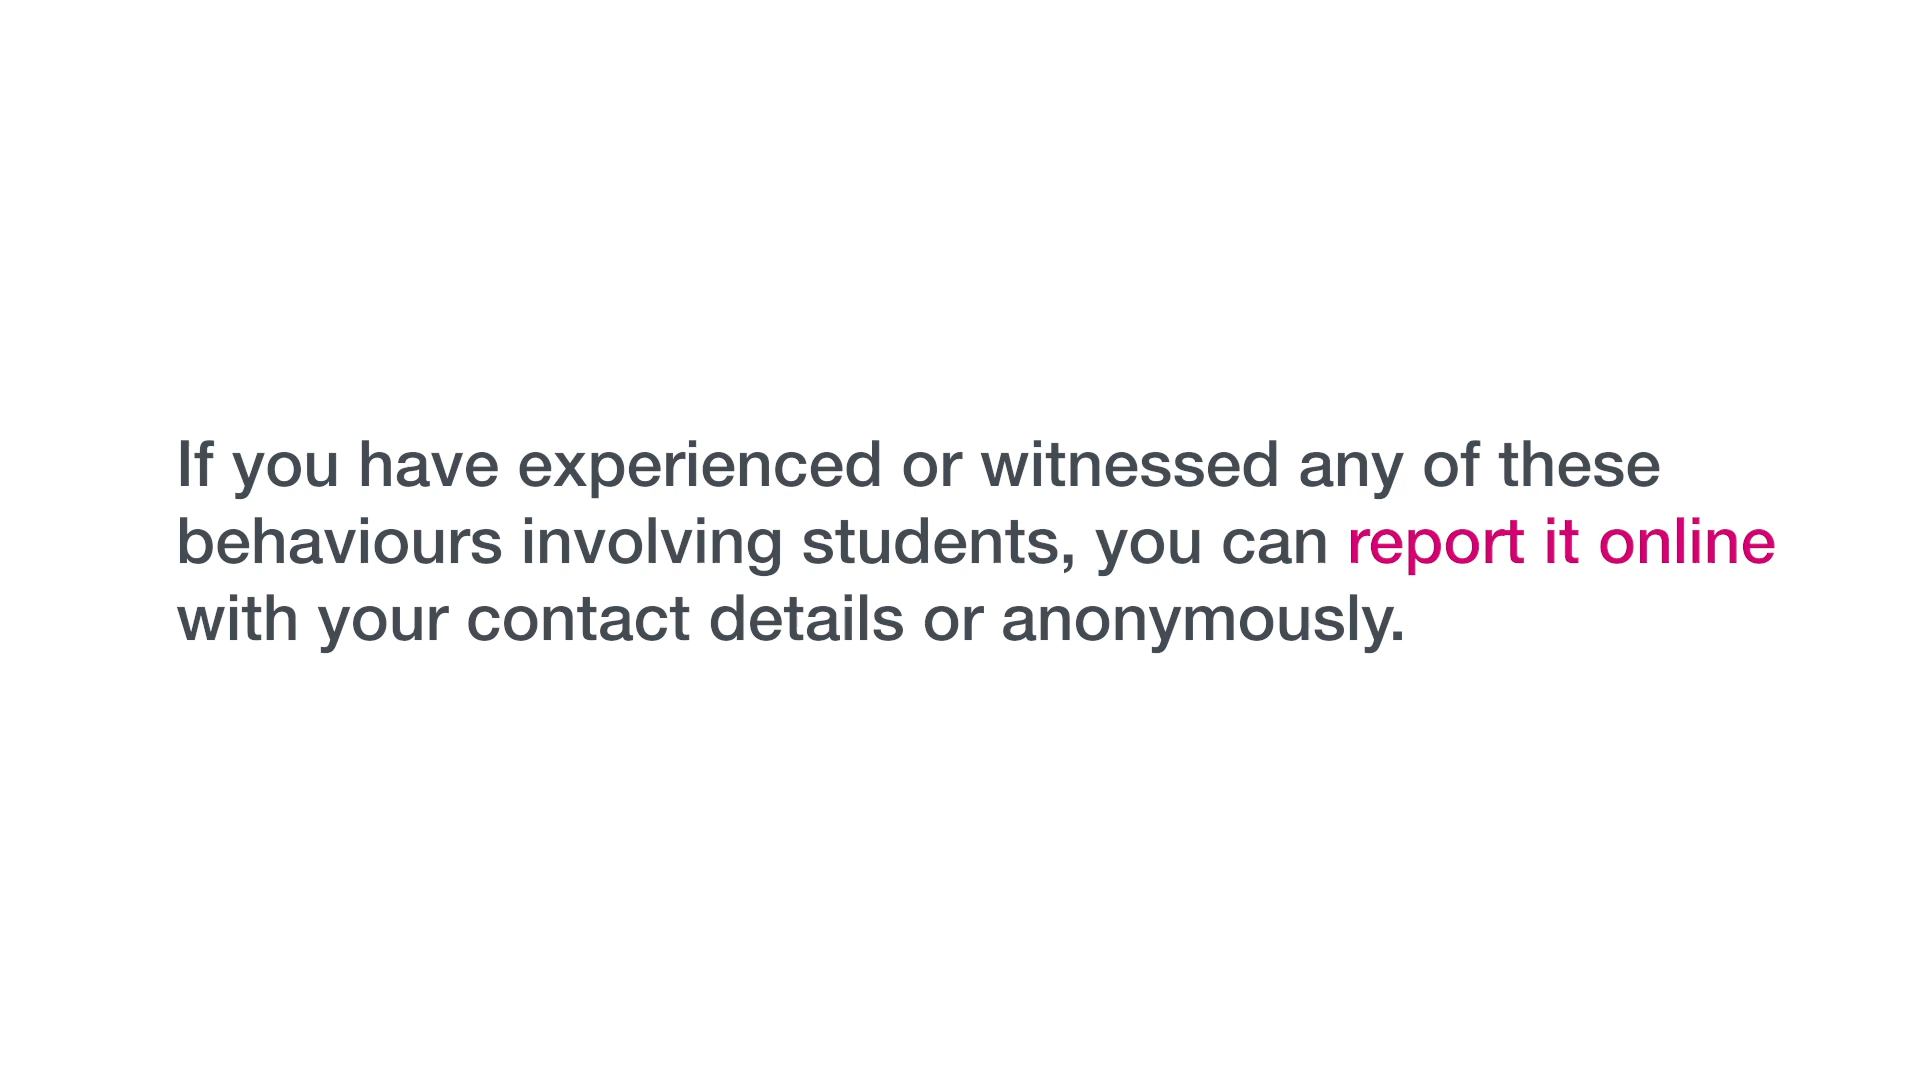 If you have experienced or witnessed any of these
behaviours involving students, you can report it online
with your contact details or anonymously.